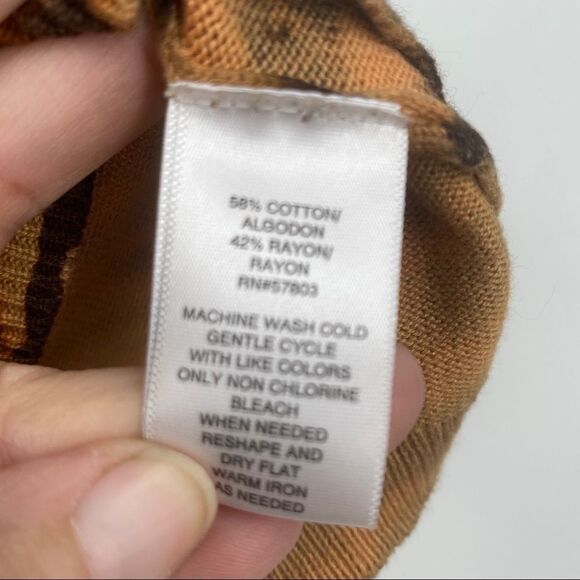 58% COTTON/
ALGODON
42% RAYON/
RAYON
RN#57803
MACHINE WASH COLD
GENTLE CYCLE
WITH LIKE COLORS
ONLY NON CHLORINE
BLEACH
WHEN NEEDED
RESHAPE AND
DRY FLAT
WARM IRON
AS NEEDED